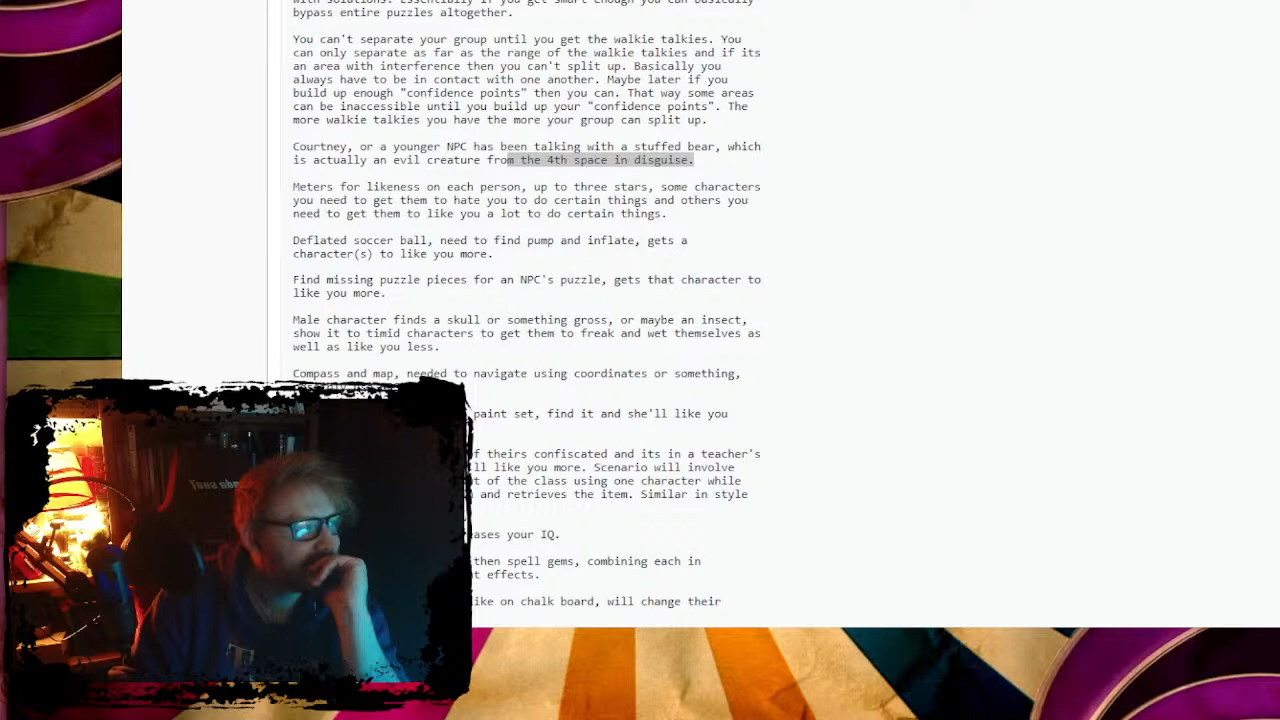 bypass entire puzzles altogether.
You can't separate your group until you get the walkie talkies. You
can only separate as far as the range of the walkie talkies and if its
an area with interference then you can't split up. Basically you
always have to be in contact with one another. Maybe later if you
build up enough "confidence points" then you can. That way some areas
can be inaccessible until you build up your "confidence points". The
more walkie talkies you have the more your group can split up.
Courtney, or a younger NPC has been talking with a stuffed bear, which
is actually an evil creature from the 4th space in disguise.
Meters for likeness on each person, up to three stars, some characters
you need to get them to hate you to do certain things and others you
need to get them to like you a lot to do certain things.
Deflated soccer ball, need to find pump and inflate, gets a
character(s) to like you more.
Find missing puzzle pieces for an NPC's puzzle, gets that character to
like you more.
Male character finds a skull or something gross, or maybe an insect,
show it to timid characters to get them to freak and wet themselves as
well as like you less.
Compass and map, needed to navigate using coordinates or something,
paint set, find it and she'll like you
f theirs confiscated and its in a teacher's
ll like you more. Scenario will involve
t of the class using one character while
) and retrieves the item. Similar in style
eases your IQ.
then spell gems, combining each in
t effects.
like on chalk board, will change their